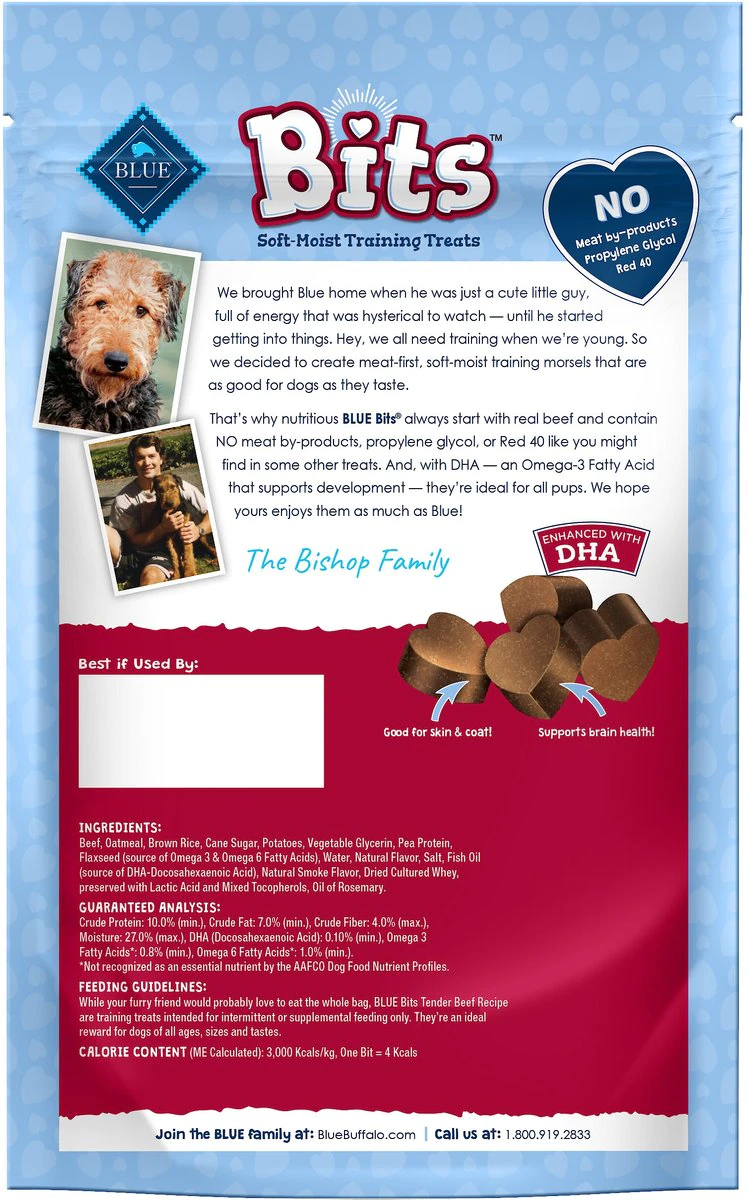 BLUE™
Bits™
Soft-Moist Training Treats
NO
Meat by-products
Propylene Glycol
Red 40
We brought Blue home when he was just a cute little guy,
full of energy that was hysterical to watch — until he started
getting into things. Hey, we all need training when we're young. So
we decided to create meat-first, soft-moist training morsels that are
as good for dogs as they taste.
That's why nutritious BLUE Bits® always start with real beef and contain
NO meat by-products, propylene glycol, or Red 40 like you might
find in some other treats. And, with DHA — an Omega-3 Fatty Acid
that supports development — they're ideal for all pups. We hope
yours enjoys them as much as Blue!
The Bishop Family
ENHANCED WITH
DHA
Best if Used By:
Good for skin & coat!
Supports brain health!
INGREDIENTS:
Beef, Oatmeal, Brown Rice, Cane Sugar, Potatoes, Vegetable Glycerin, Pea Protein,
Flaxseed (source of Omega 3 & Omega 6 Fatty Acids), Water, Natural Flavor, Salt, Fish Oil
(source of DHA-Docosahexaenoic Acid), Natural Smoke Flavor, Dried Cultured Whey,
preserved with Lactic Acid and Mixed Tocopherols, Oil of Rosemary.
GUARANTEED ANALYSIS:
Crude Protein: 10.0% (min.), Crude Fat: 7.0% (min.), Crude Fiber: 4.0% (max.),
Moisture: 27.0% (max.), DHA (Docosahexaenoic Acid): 0.10% (min.), Omega 3
Fatty Acids*: 0.8% (min.), Omega 6 Fatty Acids*: 1.0% (min.).
*Not recognized as an essential nutrient by the AAFCO Dog Food Nutrient Profiles.
FEEDING GUIDELINES:
While your furry friend would probably love to eat the whole bag, BLUE Bits Tender Beef Recipe
are training treats intended for intermittent or supplemental feeding only. They're an ideal
reward for dogs of all ages, sizes and tastes.
CALORIE CONTENT (ME Calculated): 3,000 Kcals/kg, One Bit = 4 Kcals
Join the BLUE family at: BlueBuffalo.com | Call us at: 1.800.919.2833